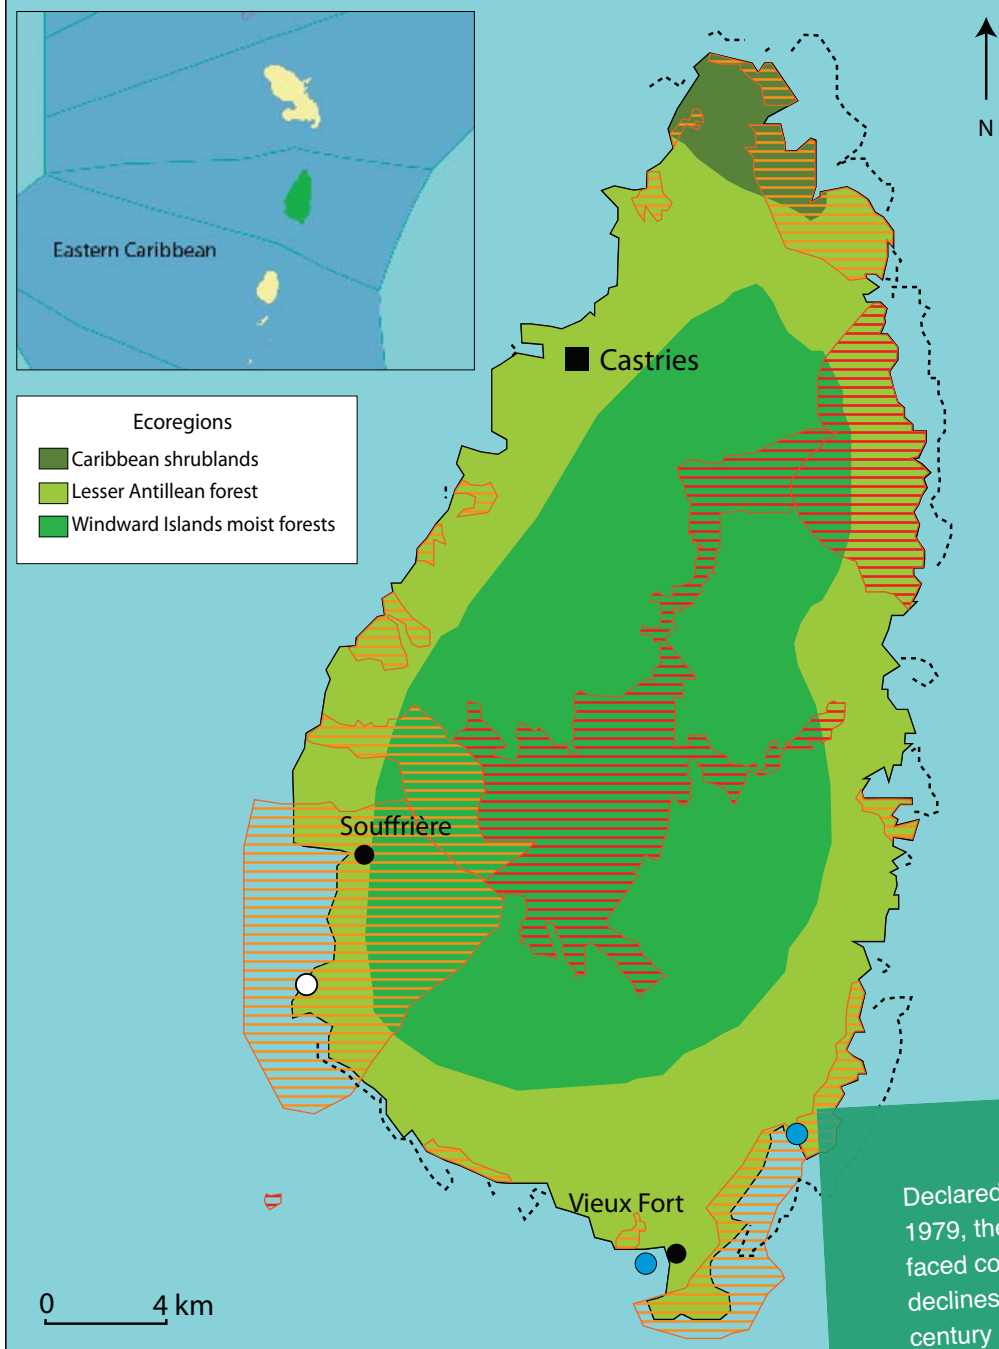 Eastern Caribbean
N
Castries
Ecoregions
Caribbean shrublands
Lesser Antillean forest
Windward Islands moist forests
Souffrière
Vieux Fort
0 4 km
Declared
1979, the
faced co
declines
century